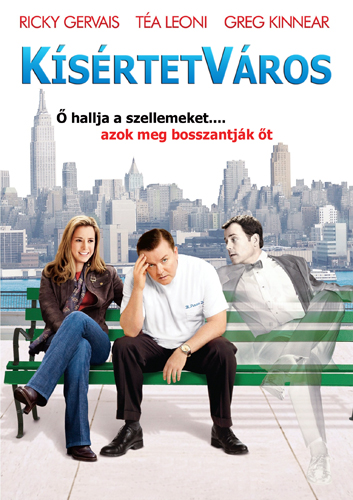 RICKY GERVAIS TÉA LEONI GREG KINNEAR
KÍSÉRTETVÁROS
Ő hallja a szellemeket....
azok meg bosszantják őt